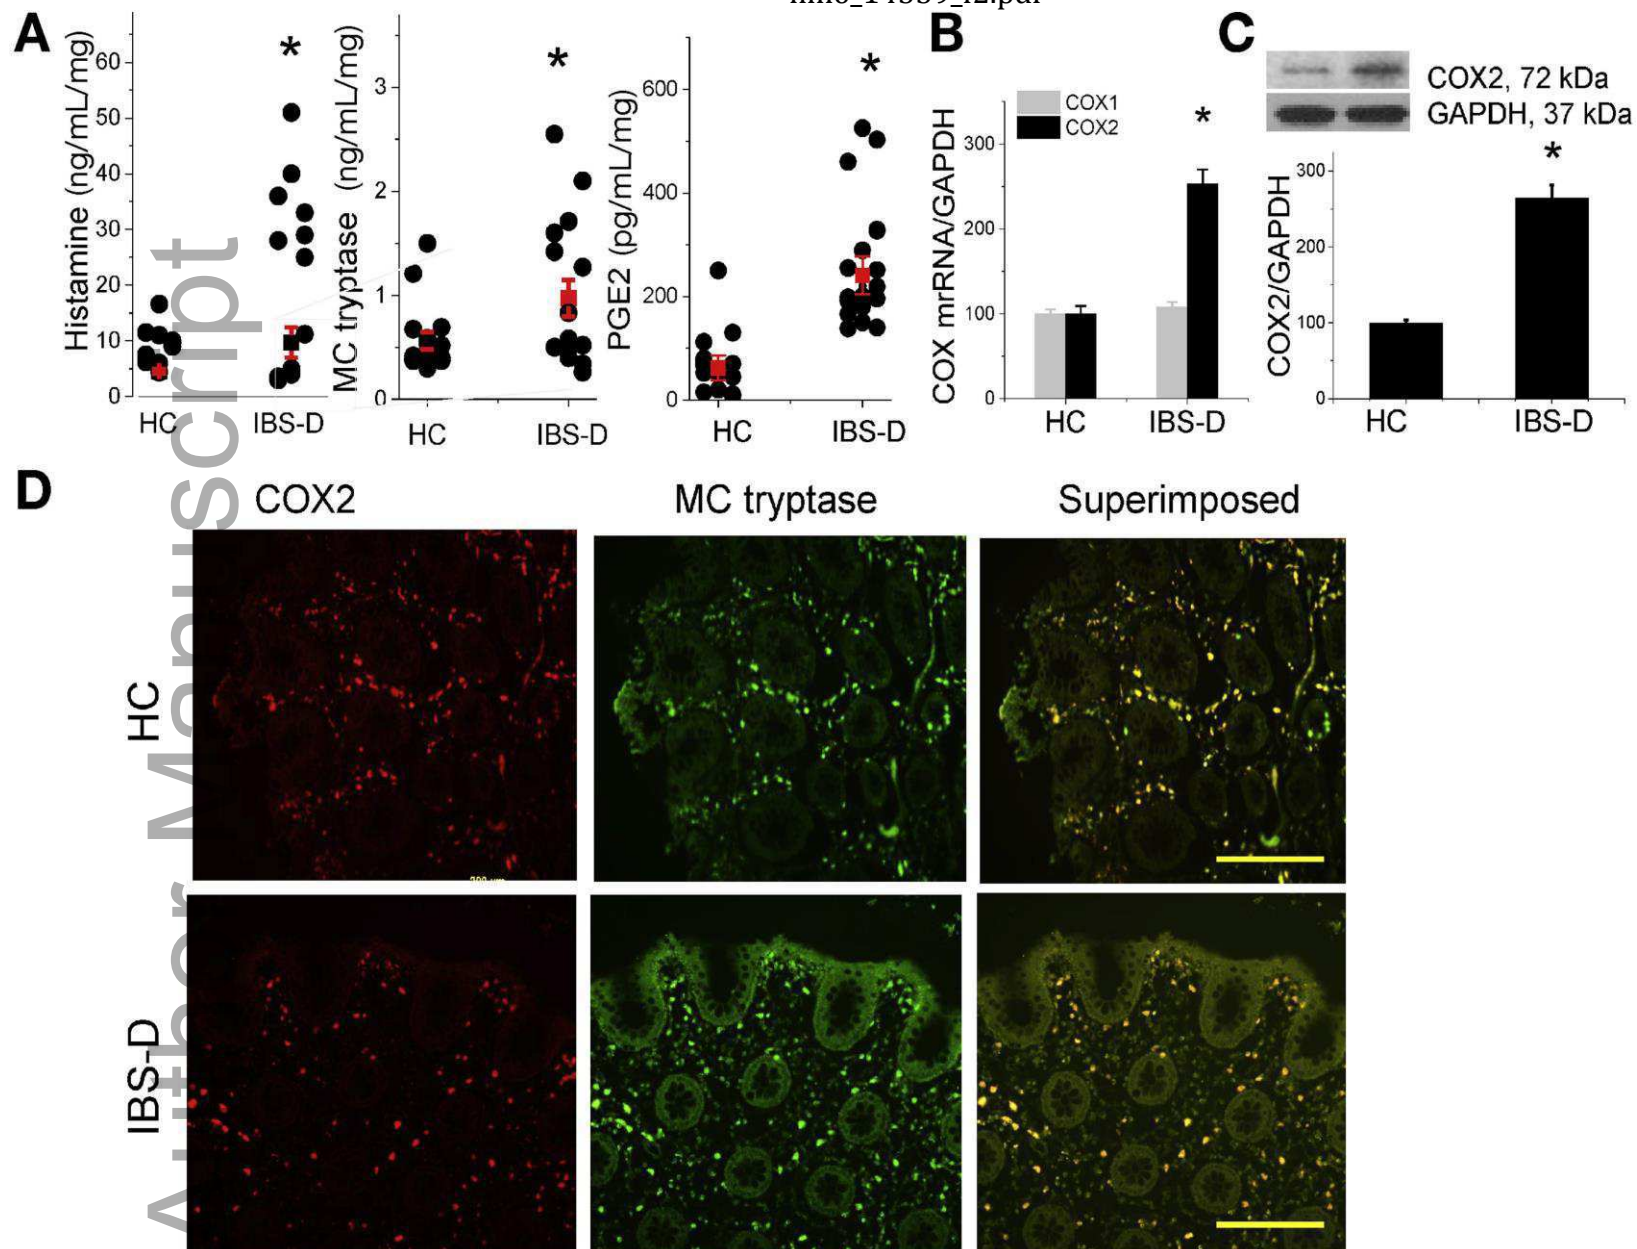 A
Histamine (ng/mL/mg)
60
50
40
30
20
10
0
*
HC
IBS-D
MC tryptase (ng/mL/mg)
3
2
1
0
*
HC
IBS-D
PGE2 (pg/mL/mg)
600
400
200
0
*
HC
IBS-D
B
COX mrRNA/GAPDH
COX1
COX2
300
200
100
0
*
HC
IBS-D
C
COX2, 72 kDa
GAPDH, 37 kDa
COX2/GAPDH
300
200
100
0
*
HC
IBS-D
D
COX2
MC tryptase
Superimposed
HC
IBS-D
Author Manuscript